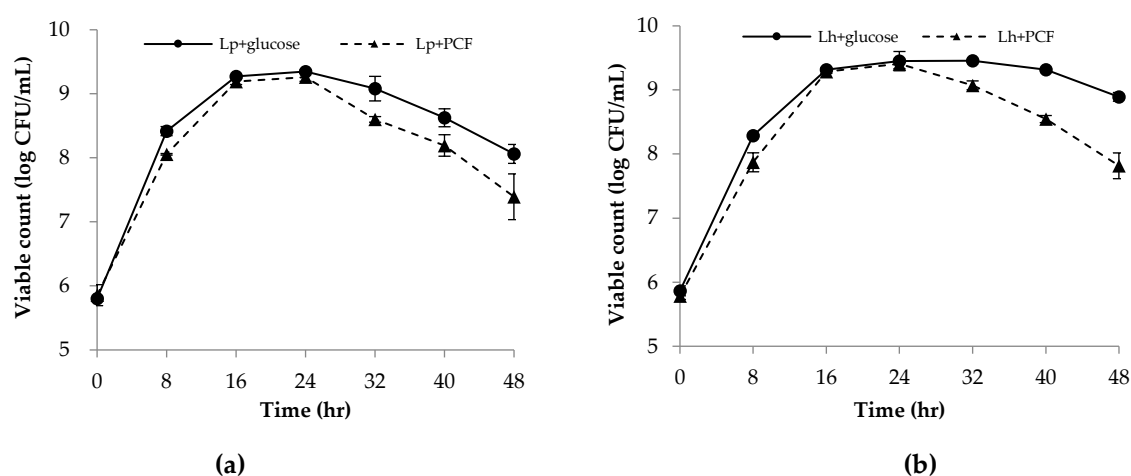 Lp+glucose Lp+PCF
10
9
8
7
6
5
Viable count (log CFU/mL)
0 8 16 24 32 40 48
Time (hr)
(a)
Lh+glucose Lh+PCF
10
9
8
7
6
5
Viable count (log CFU/mL)
0 8 16 24 32 40 48
Time (hr)
(b)